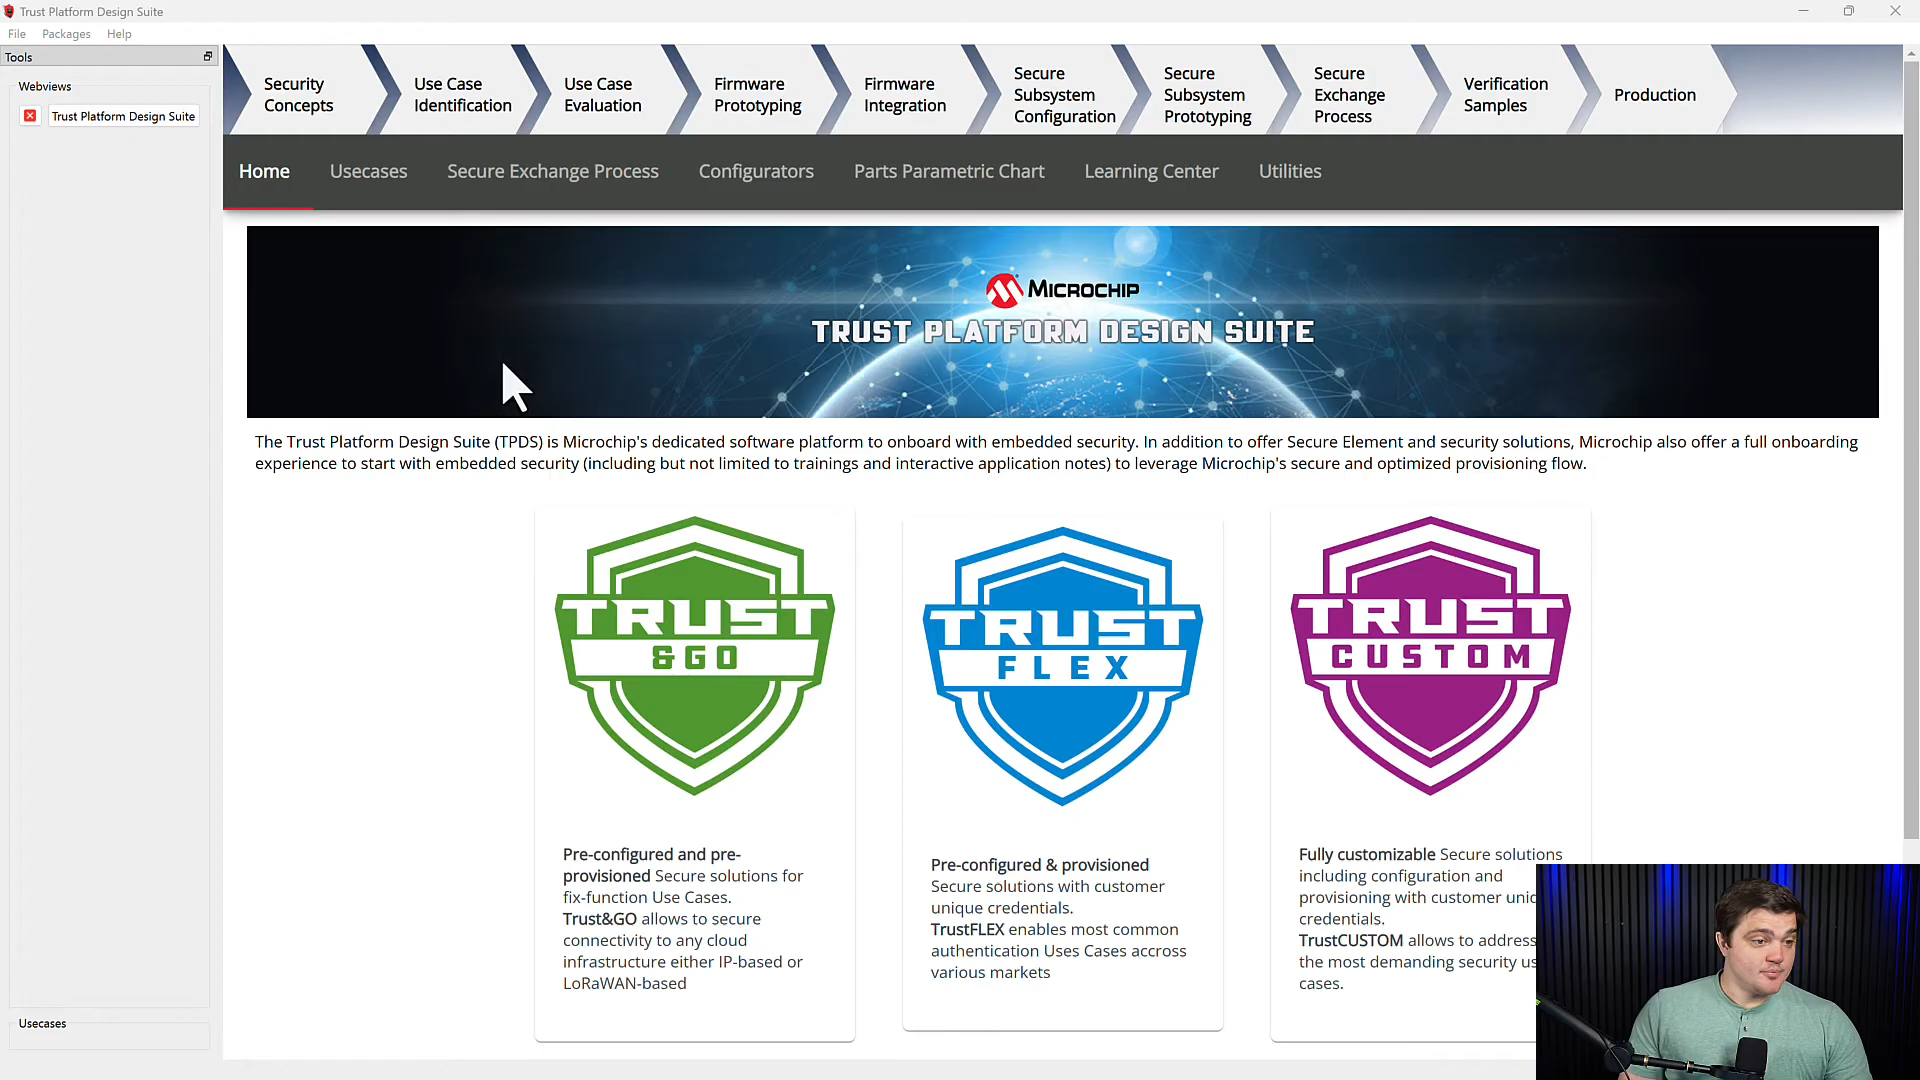 Trust Platform Design Suite
File Packages Help
Tools
Webviews
Trust Platform Design Suite
Usecases
Security
Concepts
Use Case
Identification
Use Case
Evaluation
Firmware
Prototyping
Firmware
Integration
Secure
Subsystem
Configuration
Secure
Subsystem
Prototyping
Secure
Exchange
Process
Verification
Samples
Production
Home Usecases Secure Exchange Process Configurators Parts Parametric Chart Learning Center Utilities
MICROCHIP
TRUST PLATFORM DESIGN SUITE
The Trust Platform Design Suite (TPDS) is Microchip's dedicated software platform to onboard with embedded security. In addition to offer Secure Element and security solutions, Microchip also offer a full onboarding
experience to start with embedded security (including but not limited to trainings and interactive application notes) to leverage Microchip's secure and optimized provisioning flow.
TRUST
&GO
Pre-configured and pre-
provisioned Secure solutions for
fix-function Use Cases.
Trust&GO allows to secure
connectivity to any cloud
infrastructure either IP-based or
LoRaWAN-based
TRUST
FLEX
Pre-configured & provisioned
Secure solutions with customer
unique credentials.
TrustFLEX enables most common
authentication Uses Cases accross
various markets
TRUST
CUSTOM
Fully customizable Secure solutions
including configuration and
provisioning with customer
credentials.
TrustCUSTOM allows to address
the most demanding security
cases.